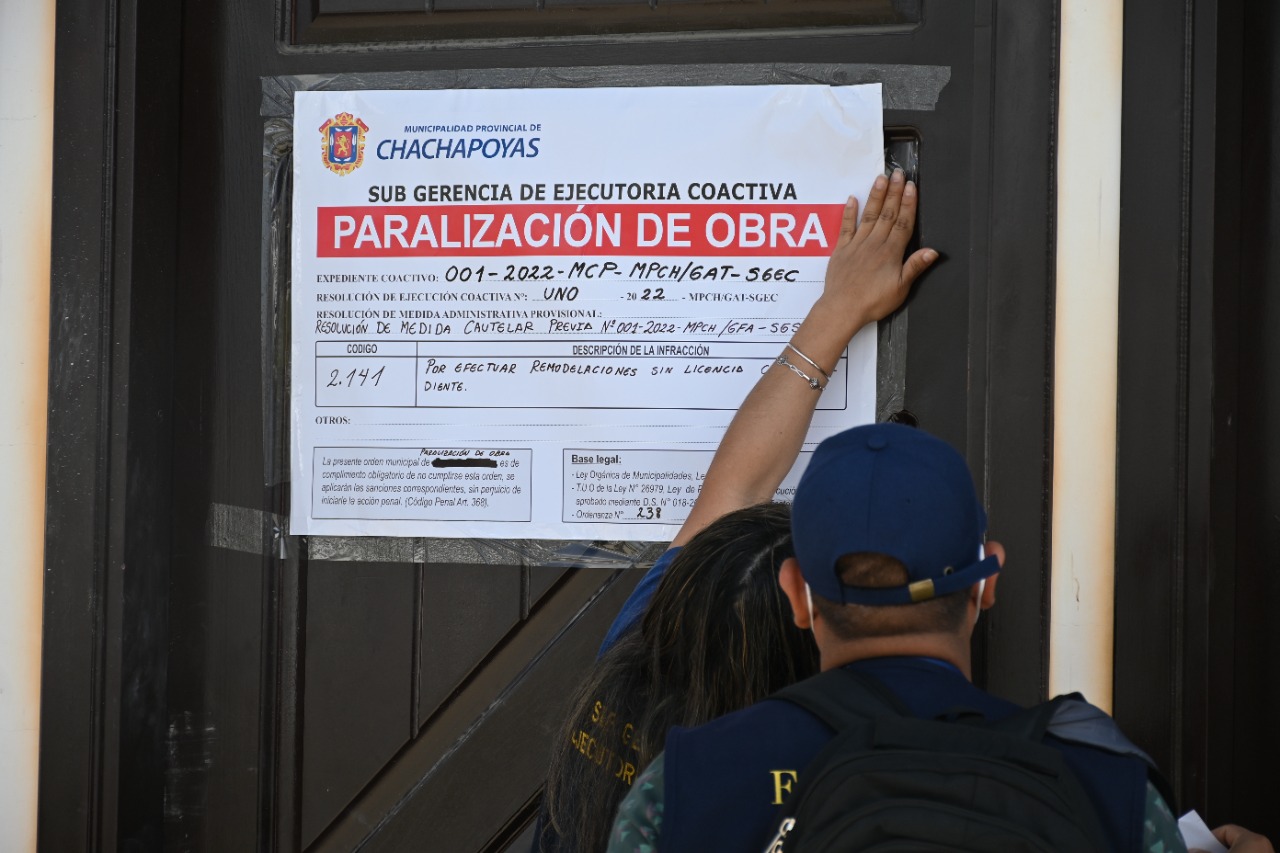 MUNICIPALIDAD PROVINCIAL DE
CHACHAPOYAS
SUB GERENCIA DE EJECUTORIA COACTIVA
PARALIZACIÓN DE OBRA
EXPEDIENTE COACTIVO: 001-2022-MCP-MPCH/GAT-SGEC
RESOLUCIÓN DE EJECUCIÓN COACTIVA Nº: UNO - 20 22 - MPCH/GAT-SGEC
RESOLUCIÓN DE MEDIDA ADMINISTRATIVA PROVISIONAL:
RESOLUCIÓN DE MEDIDA CAUTELAR PREVIA Nº001-2022-MPCH/GFA-SGS
CODIGO DESCRIPCIÓN DE LA INFRACCIÓN
2.141 POR EFECTUAR REMODELACIONES SIN LICENCIA
DIENTE.
OTROS:
PARALIZACIÓN DE OBRA
La presente orden municipal de es de
cumplimiento obligatorio de no cumplirse esta orden, se
aplicarán las sanciones correspondientes, sin perjuicio de
iniciarle la acción penal. (Código Penal Art. 368).
Base legal:
- Ley Orgánica de Municipalidades,
- T.U.O de la Ley N° 26979, Ley de
aprobado mediante D.S. N° 018-
- Ordenanza N° 238
SUB
EJECUTOR
F